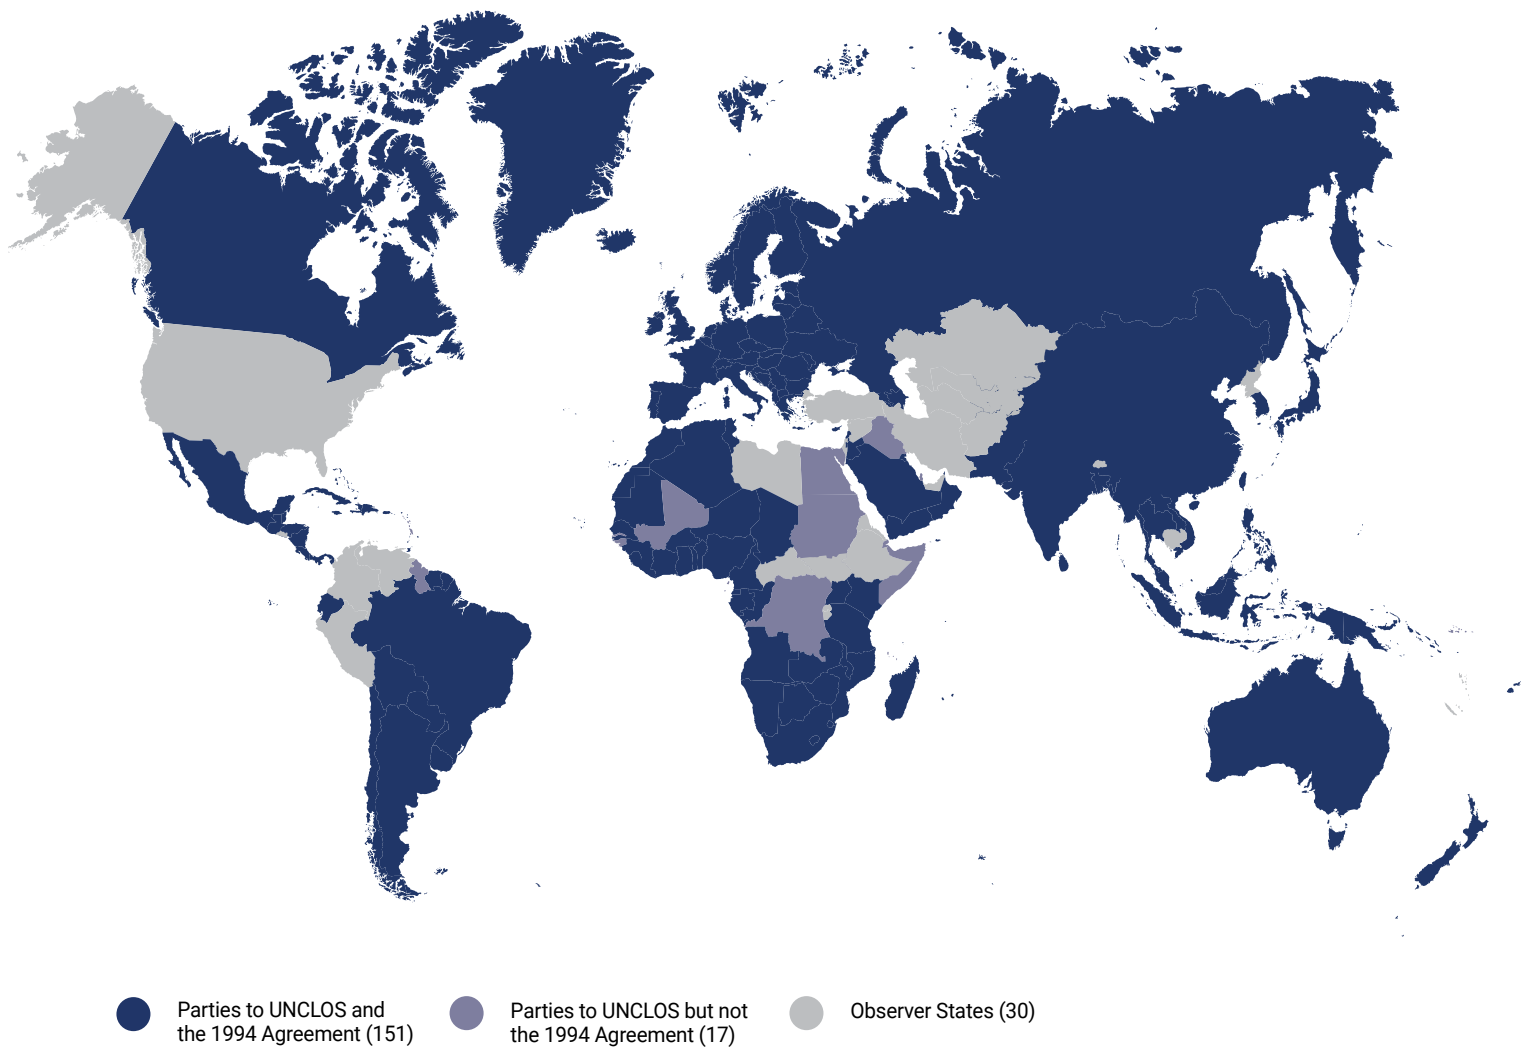 Parties to UNCLOS and
the 1994 Agreement (151)
Parties to UNCLOS but not
the 1994 Agreement (17)
Observer States (30)